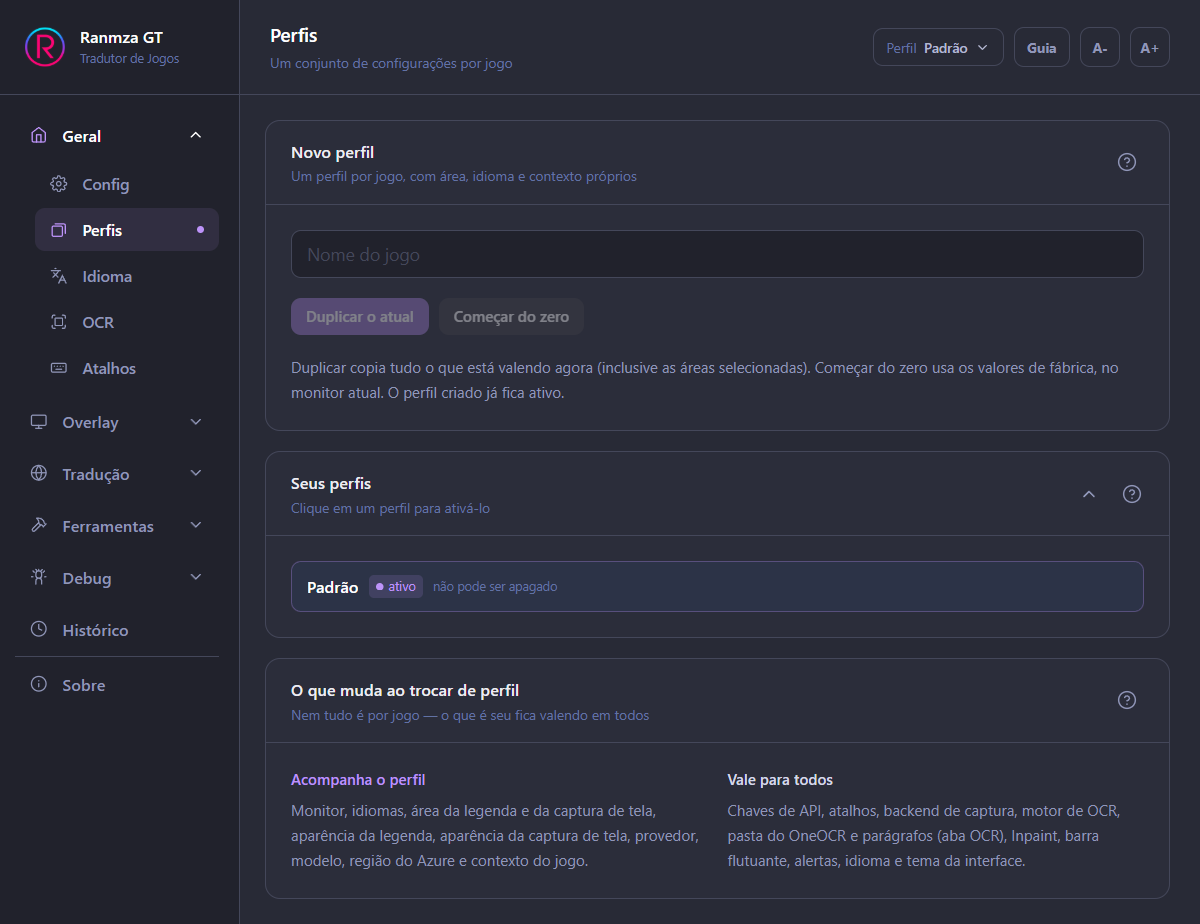 Ranmza GT
Tradutor de Jogos
Geral
Config
Perfis
Idioma
OCR
Atalhos
Overlay
Tradução
Ferramentas
Debug
Histórico
Sobre
Perfis
Um conjunto de configurações por jogo
Perfil Padrão
Guia
A-
A+
Novo perfil
Um perfil por jogo, com área, idioma e contexto próprios
Nome do jogo
Duplicar o atual
Começar do zero
Duplicar copia tudo o que está valendo agora (inclusive as áreas selecionadas). Começar do zero usa os valores de fábrica, no
monitor atual. O perfil criado já fica ativo.
Seus perfis
Clique em um perfil para ativá-lo
Padrão
ativo
não pode ser apagado
O que muda ao trocar de perfil
Nem tudo é por jogo — o que é seu fica valendo em todos
Acompanha o perfil
Monitor, idiomas, área da legenda e da captura de tela,
aparência da legenda, aparência da captura de tela, provedor,
modelo, região do Azure e contexto do jogo.
Vale para todos
Chaves de API, atalhos, backend de captura, motor de OCR,
pasta do OneOCR e parágrafos (aba OCR), Inpaint, barra
flutuante, alertas, idioma e tema da interface.